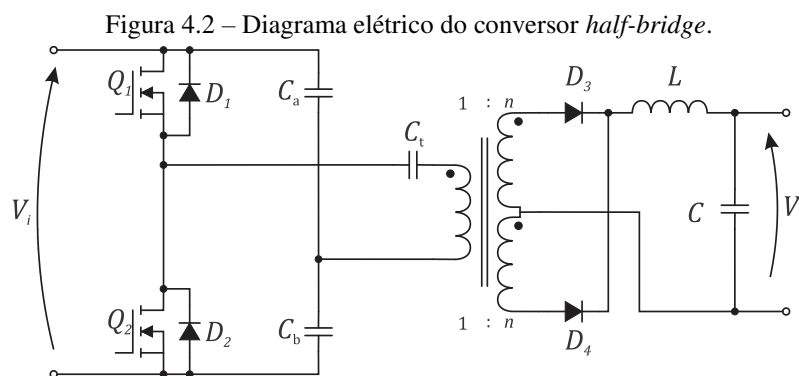 Figura 4.2 – Diagrama elétrico do conversor half-bridge.
Q1
D1
Ca
Ct
1 : n
D3
L
Vi
C
V
Q2
D2
Cb
1 : n
D4